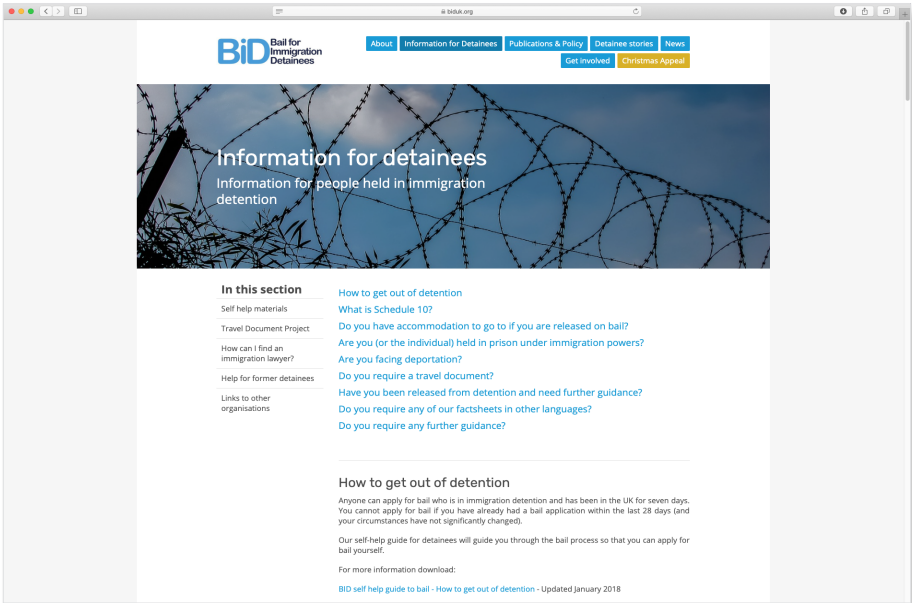 biduk.org
BiD Bail for
Immigration
Detainees
About
Information for Detainees
Publications & Policy
Detainee stories
News
Get involved
Christmas Appeal
Information for detainees
Information for people held in immigration
detention
In this section
Self help materials
Travel Document Project
How can I find an
immigration lawyer?
Help for former detainees
Links to other
organisations
How to get out of detention
What is Schedule 10?
Do you have accommodation to go to if you are released on bail?
Are you (or the individual) held in prison under immigration powers?
Are you facing deportation?
Do you require a travel document?
Have you been released from detention and need further guidance?
Do you require any of our factsheets in other languages?
Do you require any further guidance?
How to get out of detention
Anyone can apply for bail who is in immigration detention and has been in the UK for seven days.
You cannot apply for bail if you have already had a bail application within the last 28 days (and
your circumstances have not significantly changed).
Our self-help guide for detainees will guide you through the bail process so that you can apply for
bail yourself.
For more information download:
BID self help guide to bail - How to get out of detention - Updated January 2018